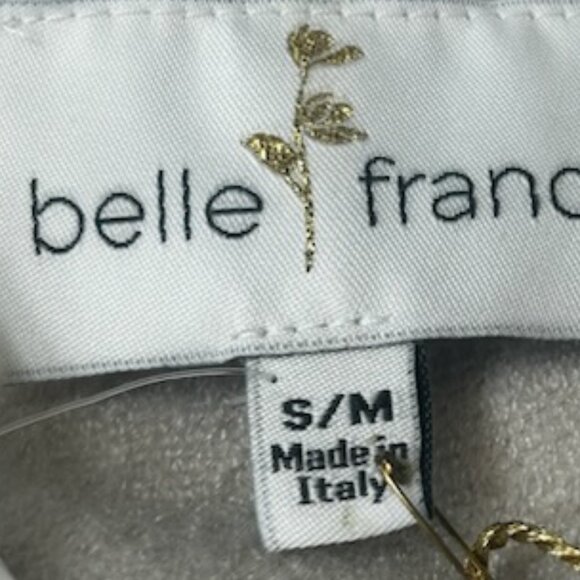 belle franc
S/M
Made in
Italy